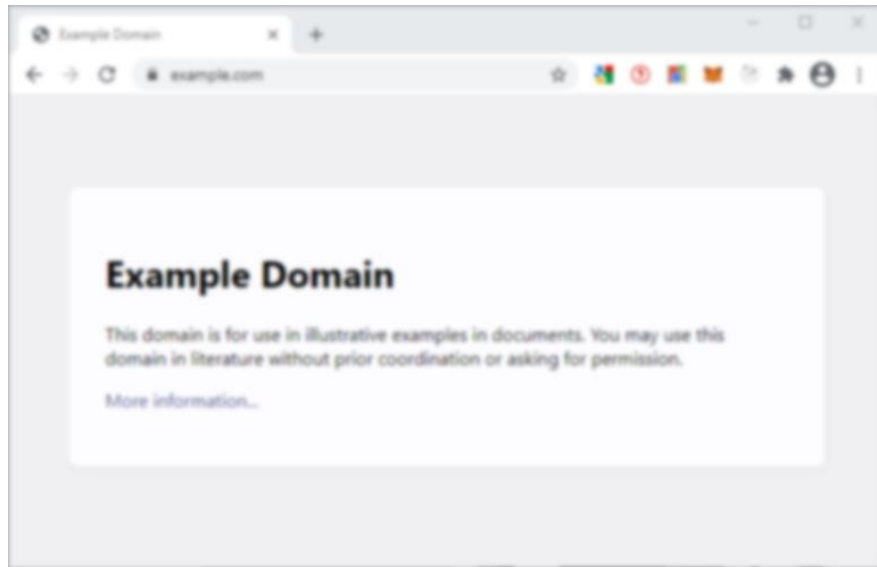 Example Domain
example.com
Example Domain
This domain is for use in illustrative examples in documents. You may use this
domain in literature without prior coordination or asking for permission.
More information...